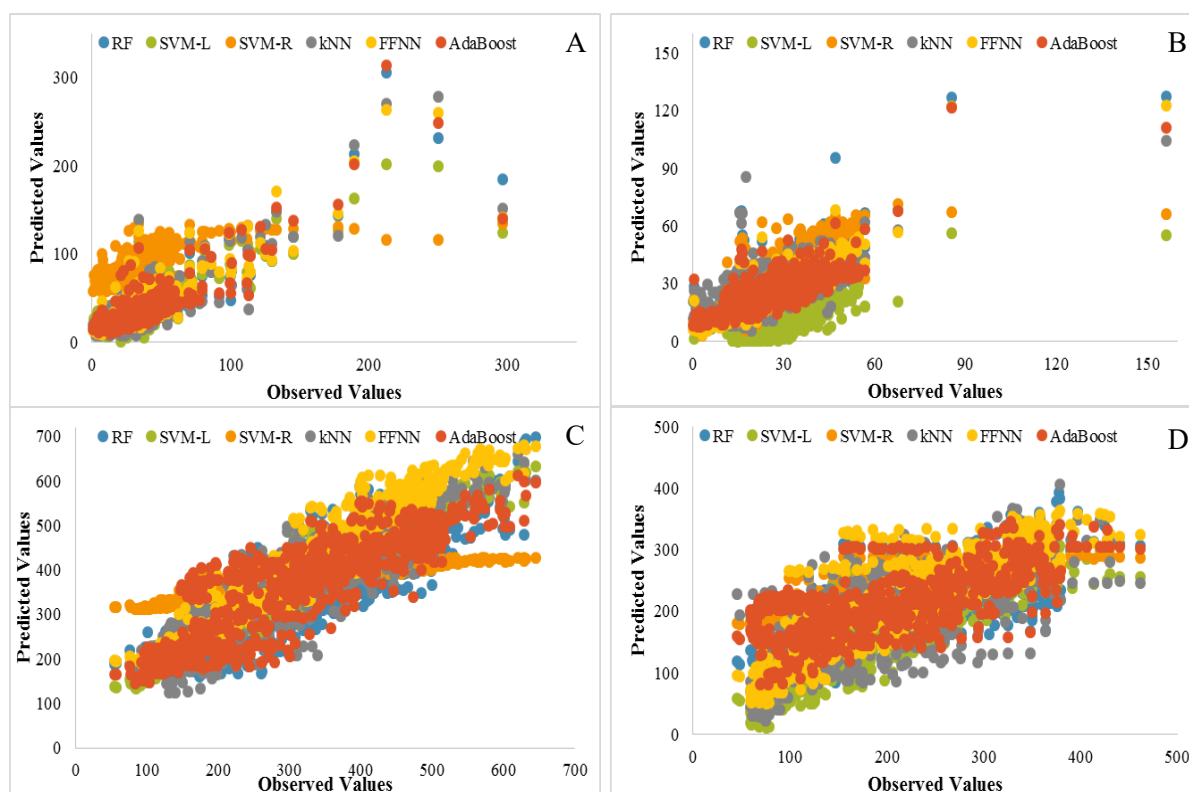 RF SVM-L SVM-R kNN FFNN AdaBoost A
300
200
100
0
0 100 200 300
Predicted Values
Observed Values
RF SVM-L SVM-R kNN FFNN AdaBoost B
150
120
90
60
30
0
0 30 60 90 120 150
Predicted Values
Observed Values
RF SVM-L SVM-R kNN FFNN AdaBoost C
700
600
500
400
300
200
100
0
0 100 200 300 400 500 600 700
Predicted Values
Observed Values
RF SVM-L SVM-R kNN FFNN AdaBoost D
500
400
300
200
100
0
0 100 200 300 400 500
Predicted Values
Observed Values